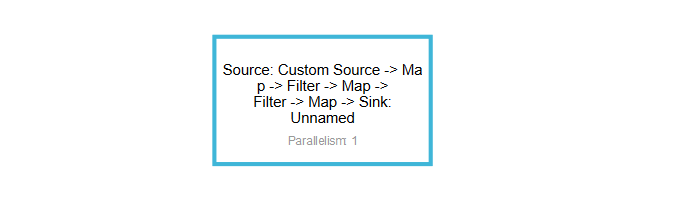 Source: Custom Source -> Ma
p -> Filter -> Map ->
Filter -> Map -> Sink:
Unnamed
Parallelism: 1